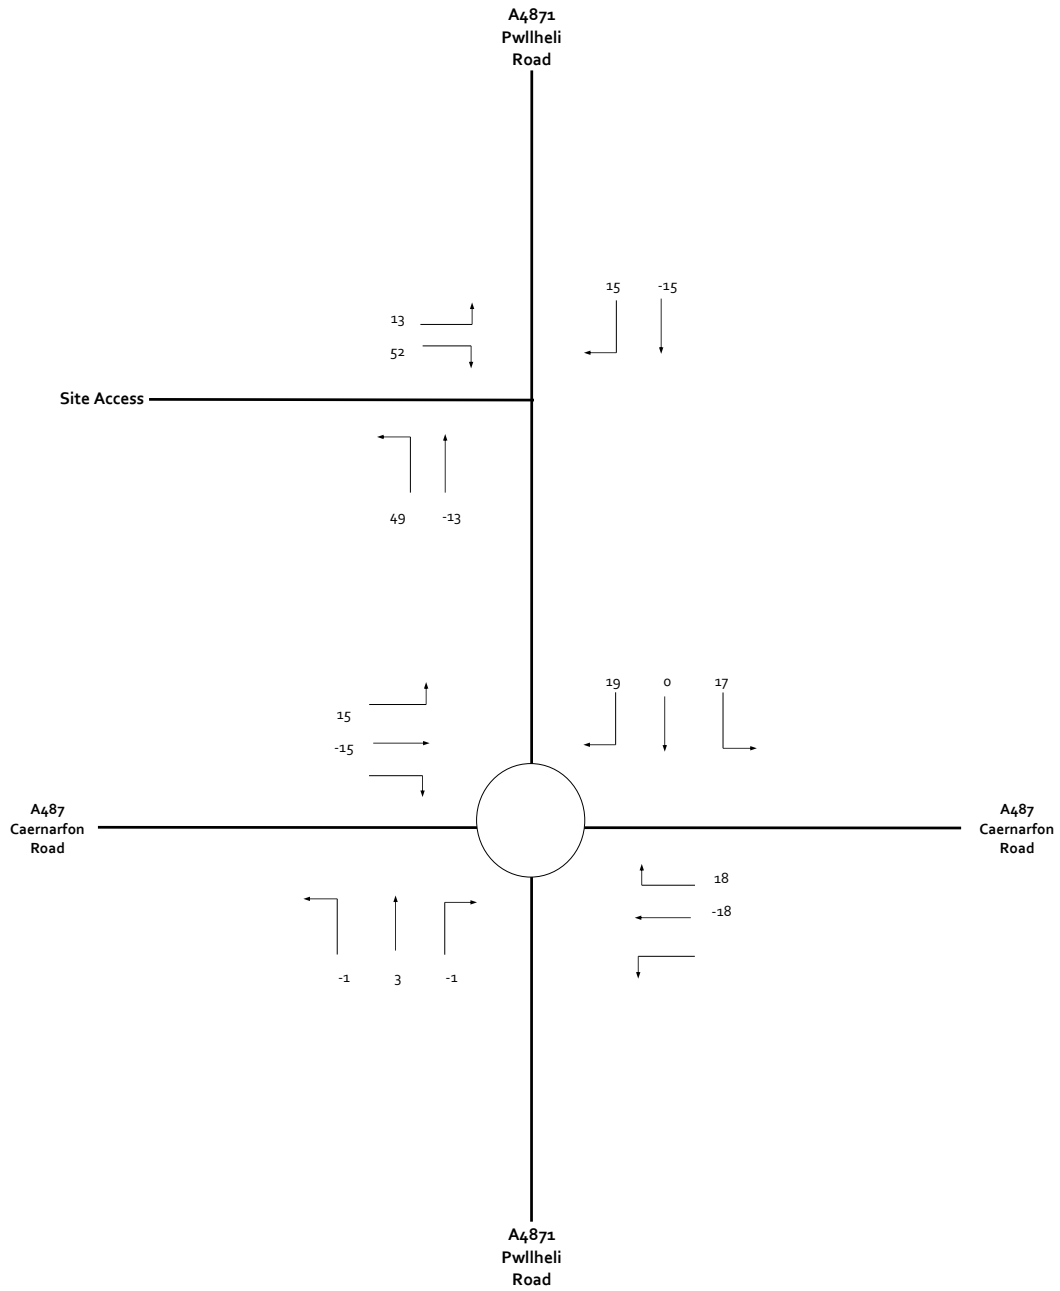 A4871
Pwllheli
Road
15 -15
13
52
Site Access
49 -13
19 0 17
15
-15
A487
Caernarfon
Road
A487
Caernarfon
Road
18
-18
-1 3 -1
A4871
Pwllheli
Road